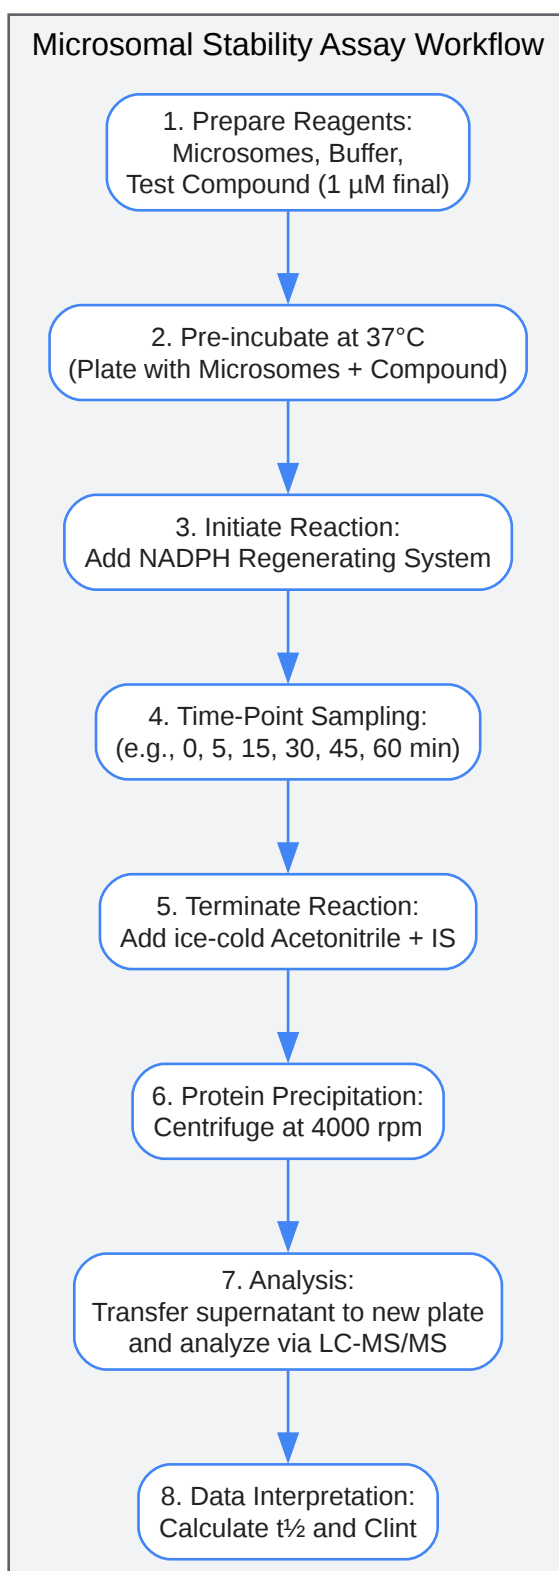 Microsomal Stability Assay Workflow
1. Prepare Reagents:
Microsomes, Buffer,
Test Compound (1 µM final)
2. Pre-incubate at 37°C
(Plate with Microsomes + Compound)
3. Initiate Reaction:
Add NADPH Regenerating System
4. Time-Point Sampling:
(e.g., 0, 5, 15, 30, 45, 60 min)
5. Terminate Reaction:
Add ice-cold Acetonitrile + IS
6. Protein Precipitation:
Centrifuge at 4000 rpm
7. Analysis:
Transfer supernatant to new plate
and analyze via LC-MS/MS
8. Data Interpretation:
Calculate t½ and Clint